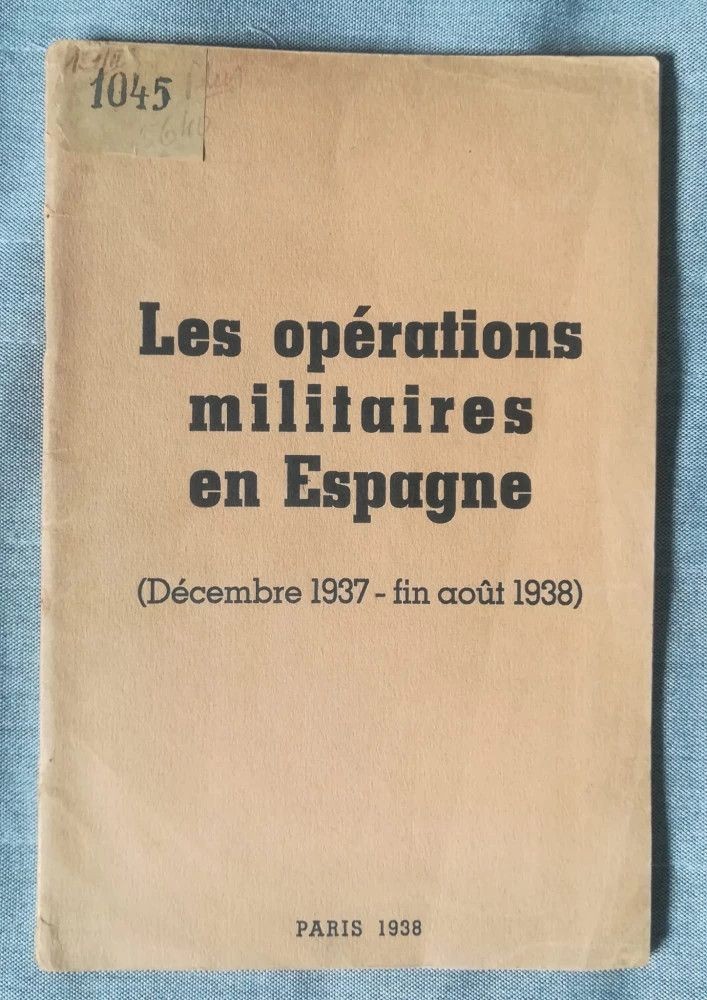 1045
Les opérations
militaires
en Espagne
(Décembre 1937 - fin août 1938)
PARIS 1938